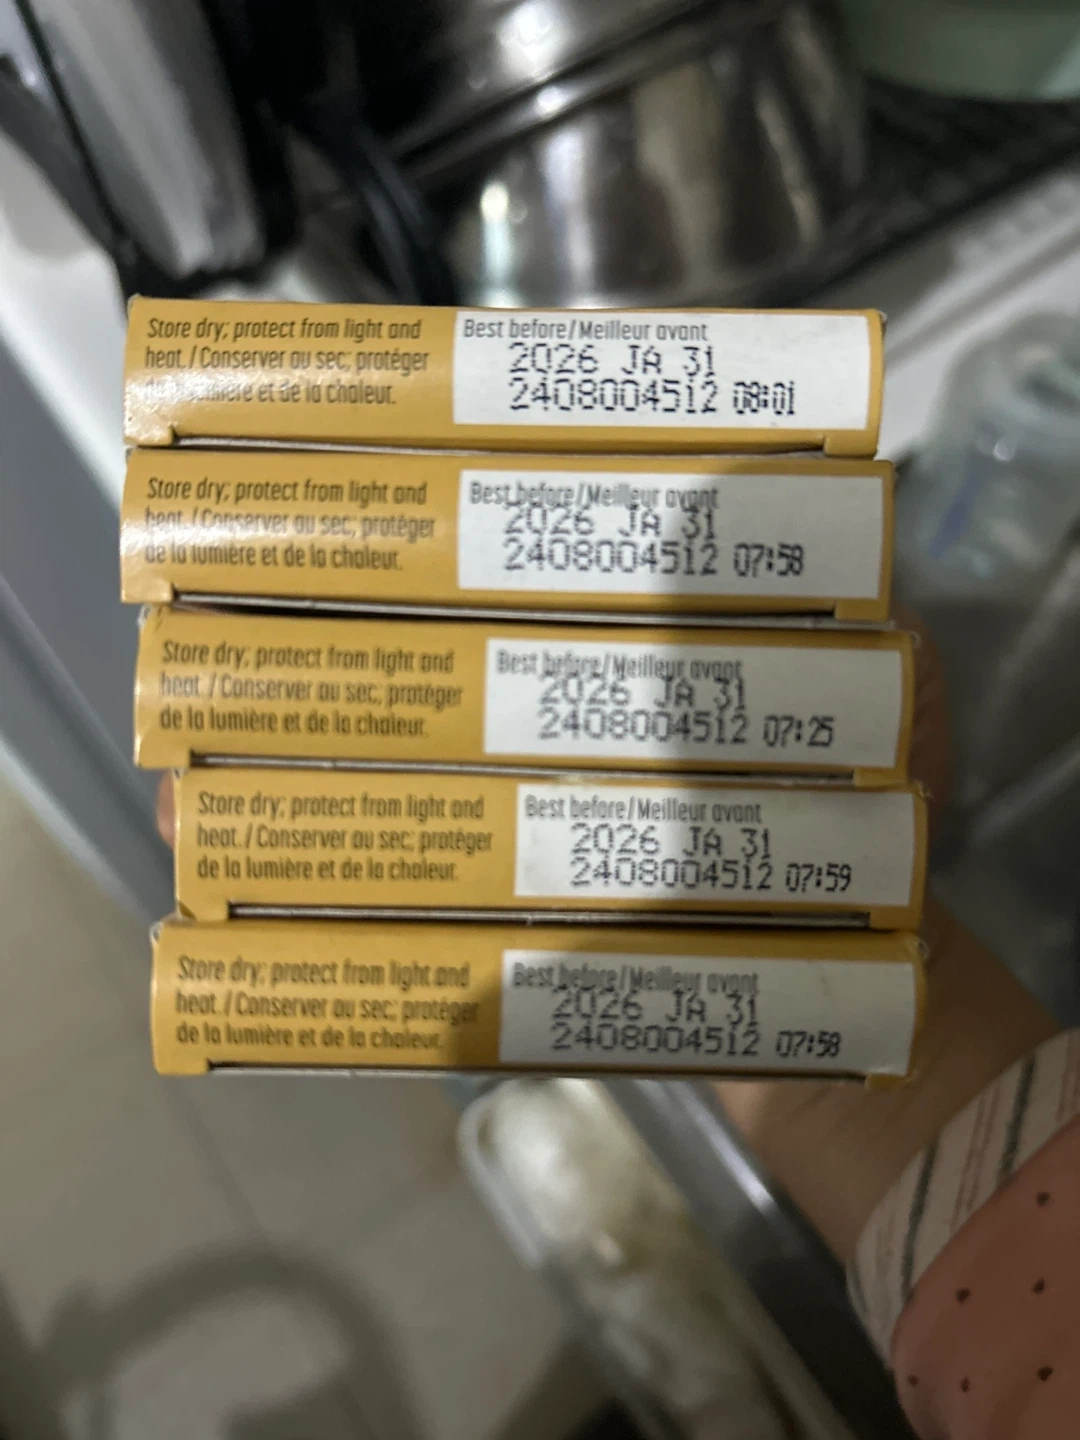 Store dry; protect from light and
heat. / Conserver au sec; protéger
de la lumière et de la chaleur.
Best before/Meilleur avant
2026 JA 31
2408004512 08:01
Store dry; protect from light and
heat. / Conserver au sec; protéger
de la lumière et de la chaleur.
Best before/Meilleur avant
2026 JA 31
2408004512 07:58
Store dry; protect from light and
heat. / Conserver au sec; protéger
de la lumière et de la chaleur.
Best before/Meilleur avant
2026 JA 31
2408004512 07:25
Store dry; protect from light and
heat. / Conserver au sec; protéger
de la lumière et de la chaleur.
Best before/Meilleur avant
2026 JA 31
2408004512 07:59
Store dry; protect from light and
heat. / Conserver au sec; protéger
de la lumière et de la chaleur.
Best before/Meilleur avant
2026 JA 31
2408004512 07:58